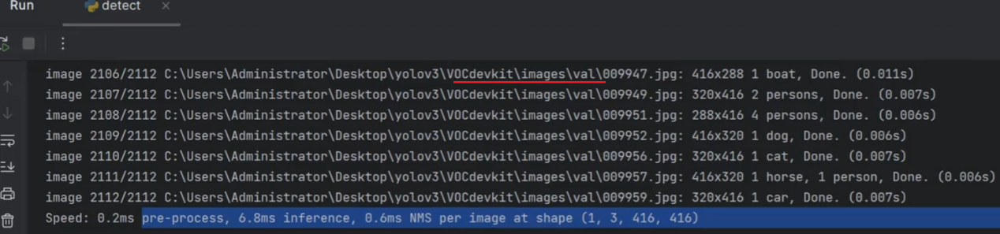 Run detect
image 2106/2112 C:\Users\Administrator\Desktop\yolov3\VOCdevkit\images\val\009947.jpg: 416x288 1 boat, Done. (0.011s)
image 2107/2112 C:\Users\Administrator\Desktop\yolov3\VOCdevkit\images\val\009949.jpg: 320x416 2 persons, Done. (0.007s)
image 2108/2112 C:\Users\Administrator\Desktop\yolov3\VOCdevkit\images\val\009951.jpg: 288x416 4 persons, Done. (0.006s)
image 2109/2112 C:\Users\Administrator\Desktop\yolov3\VOCdevkit\images\val\009952.jpg: 416x320 1 dog, Done. (0.006s)
image 2110/2112 C:\Users\Administrator\Desktop\yolov3\VOCdevkit\images\val\009956.jpg: 416x320 1 cat, Done. (0.007s)
image 2111/2112 C:\Users\Administrator\Desktop\yolov3\VOCdevkit\images\val\009957.jpg: 416x320 1 horse, 1 person, Done. (0.006s)
image 2112/2112 C:\Users\Administrator\Desktop\yolov3\VOCdevkit\images\val\009959.jpg: 320x416 1 car, Done. (0.007s)
Speed: 0.2ms pre-process, 6.8ms inference, 0.6ms NMS per image at shape (1, 3, 416, 416)